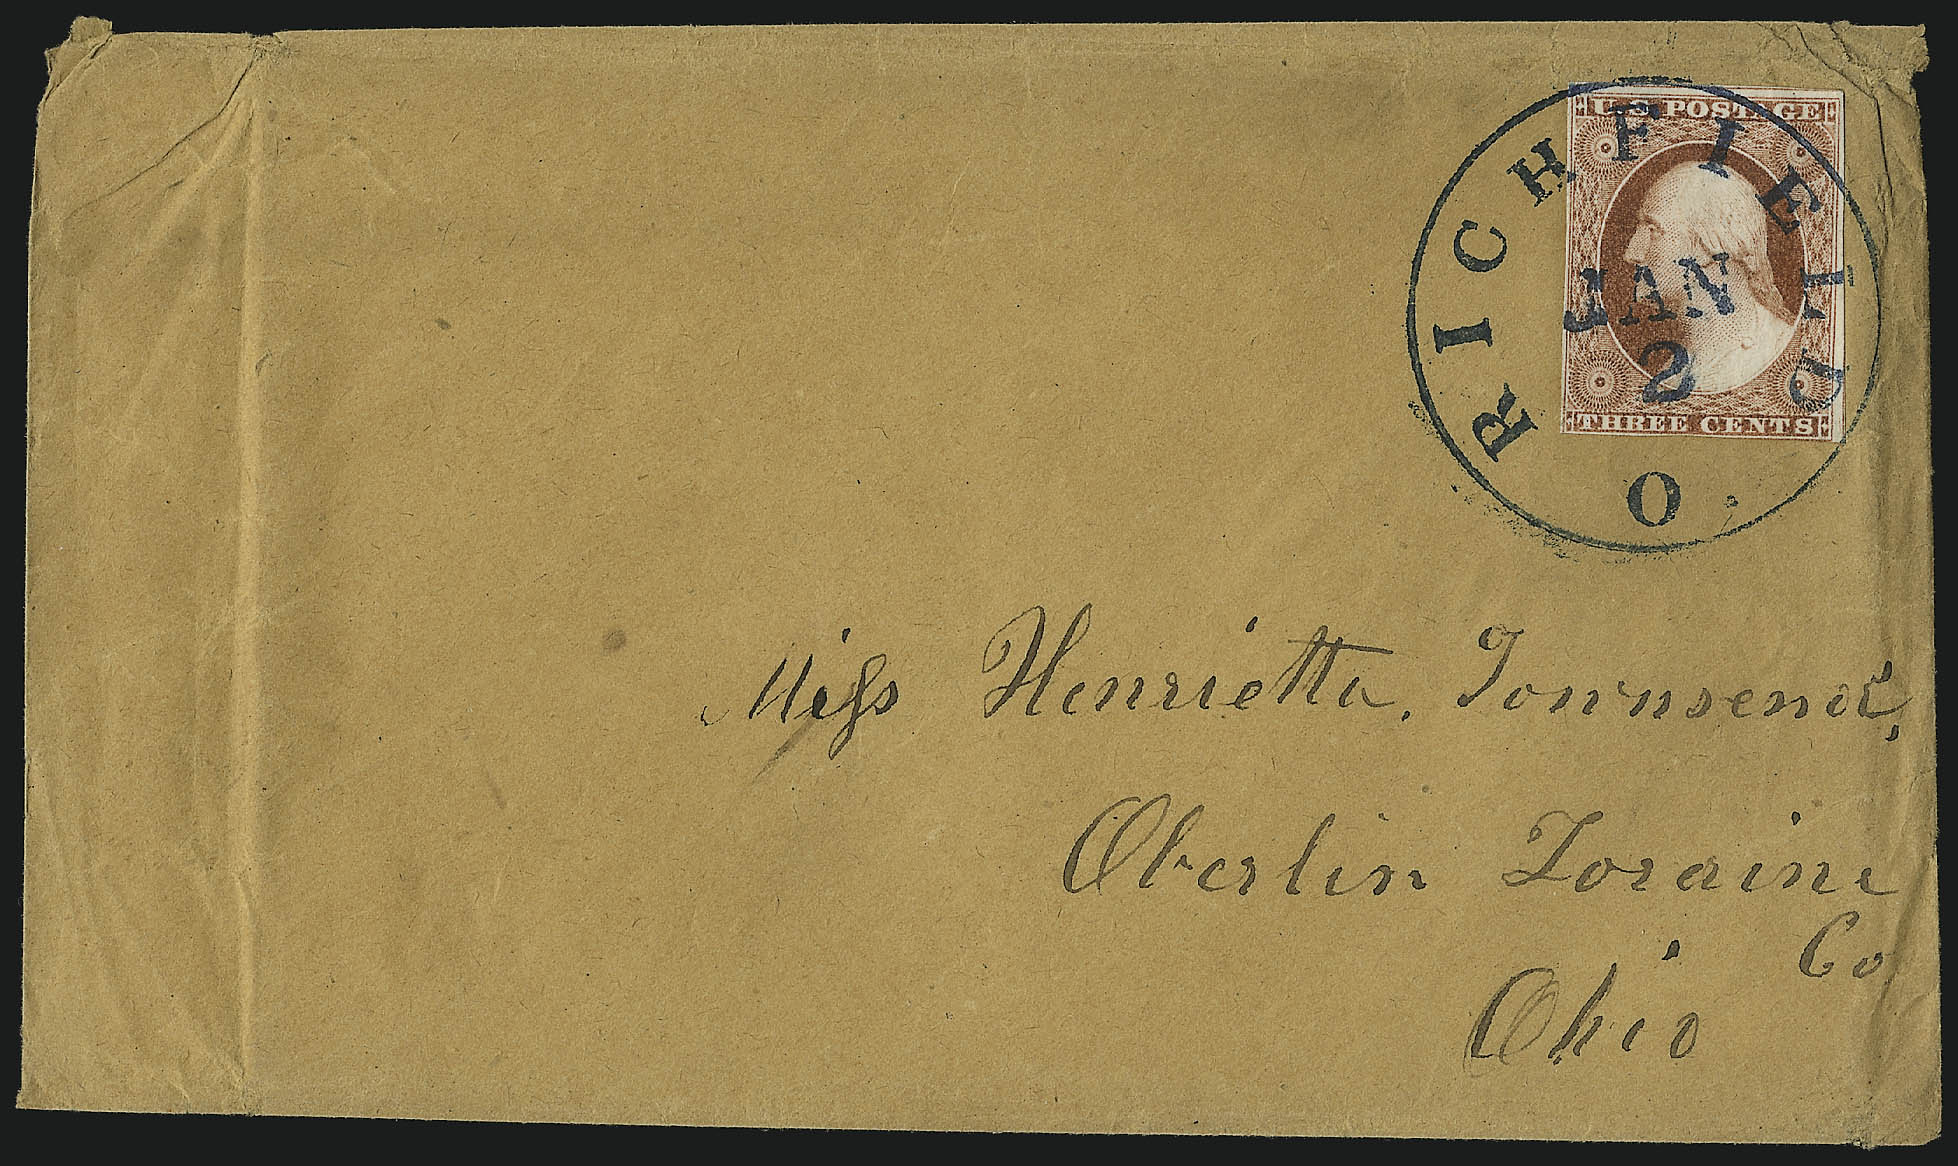 U.S. POSTAGE
RICHFIELD
JAN
2
THREE CENTS
O
Miss Henrietta. Townsend,
Oberlin Loraine
Co
Ohio